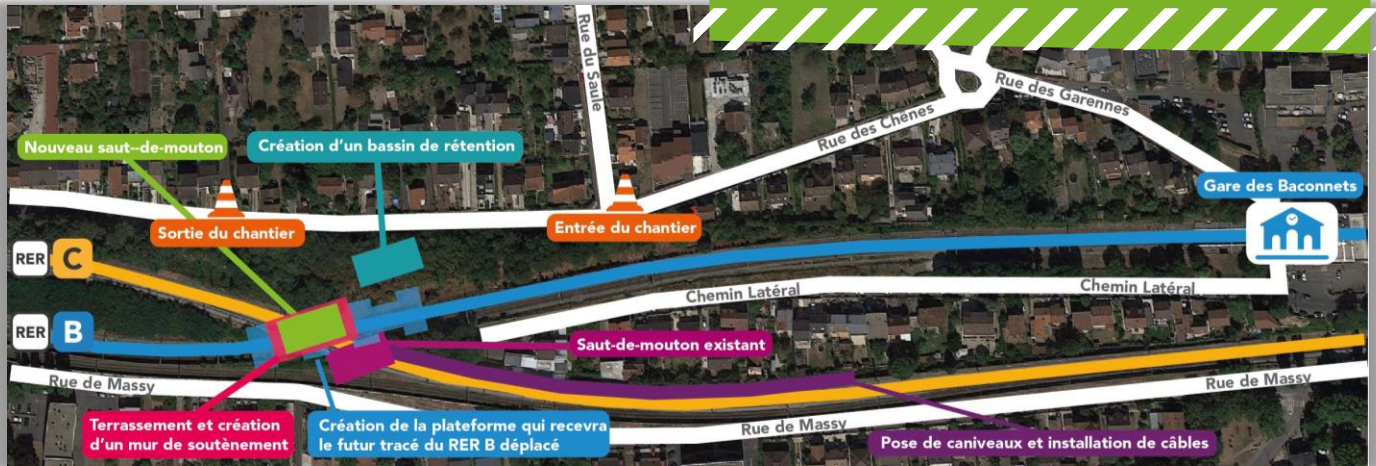 Rue du Saule
Rue des Chênes
Rue des Garennes
Nouveau saut--de-mouton
Création d'un bassin de rétention
Gare des Baconnets
Sortie du chantier
Entrée du chantier
RER C
Chemin Latéral
Chemin Latéral
RER B
Saut-de-mouton existant
Rue de Massy
Rue de Massy
Terrassement et création
d'un mur de soutènement
Création de la plateforme qui recevra
le futur tracé du RER B déplacé
Rue de Massy
Pose de caniveaux et installation de câbles